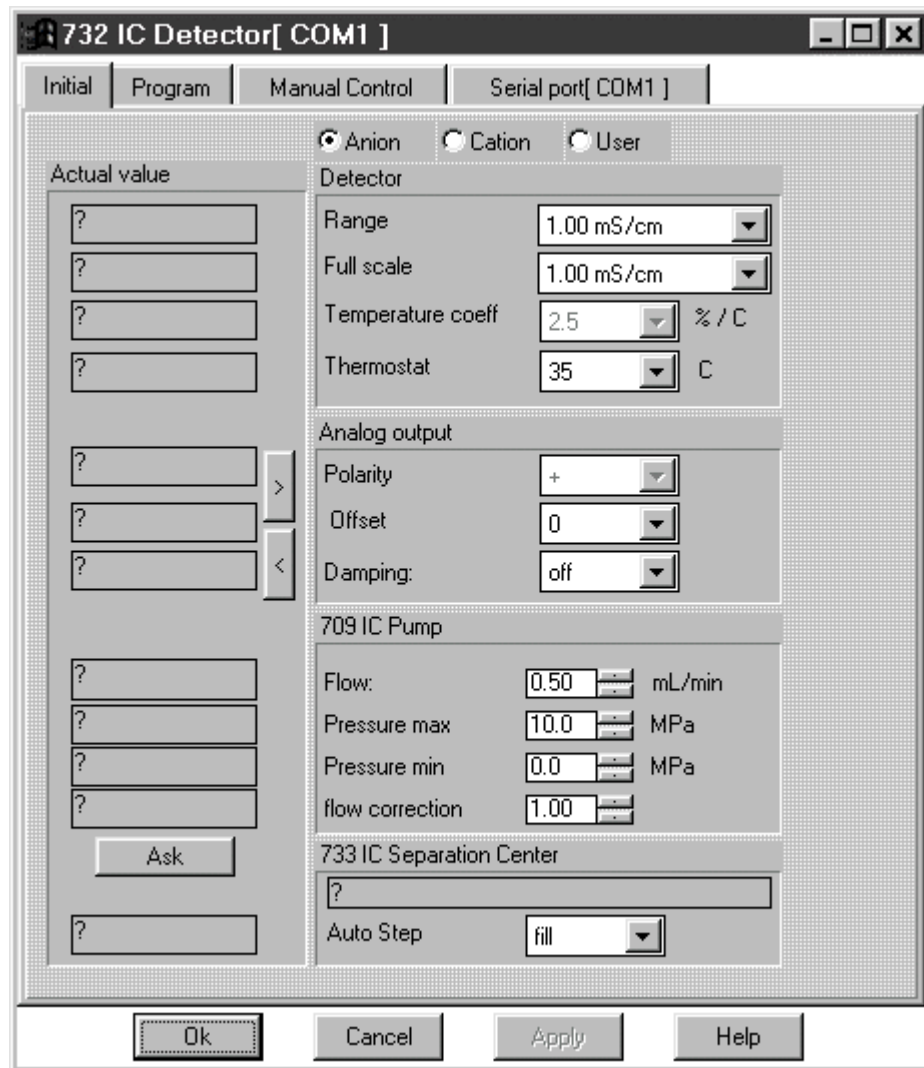 732 IC Detector[ COM1 ]
Initial Program Manual Control Serial port[ COM1 ]
Anion Cation User
Actual value
Detector
? Range 1.00 mS/cm
? Full scale 1.00 mS/cm
? Temperature coeff 2.5 % / C
? Thermostat 35 C
Analog output
? Polarity +
>
? Offset 0
? < Damping: off
709 IC Pump
? Flow: 0.50 mL/min
? Pressure max 10.0 MPa
? Pressure min 0.0 MPa
? flow correction 1.00
Ask
733 IC Separation Center
?
? Auto Step fill
Ok Cancel Apply Help